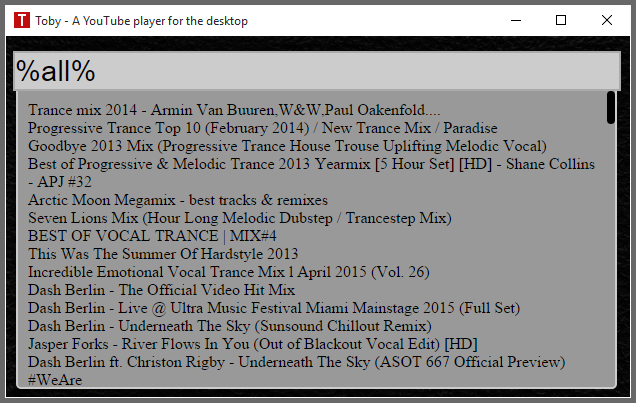 T Toby - A YouTube player for the desktop
%all%
Trance mix 2014 - Armin Van Buuren,W&W,Paul Oakenfold....
Progressive Trance Top 10 (February 2014) / New Trance Mix / Paradise
Goodbye 2013 Mix (Progressive Trance House Trouse Uplifting Melodic Vocal)
Best of Progressive & Melodic Trance 2013 Yearmix [5 Hour Set] [HD] - Shane Collins
- APJ #32
Arctic Moon Megamix - best tracks & remixes
Seven Lions Mix (Hour Long Melodic Dubstep / Trancestep Mix)
BEST OF VOCAL TRANCE | MIX#4
This Was The Summer Of Hardstyle 2013
Incredible Emotional Vocal Trance Mix l April 2015 (Vol. 26)
Dash Berlin - The Official Video Hit Mix
Dash Berlin - Live @ Ultra Music Festival Miami Mainstage 2015 (Full Set)
Dash Berlin - Underneath The Sky (Sunsound Chillout Remix)
Jasper Forks - River Flows In You (Out of Blackout Vocal Edit) [HD]
Dash Berlin ft. Christon Rigby - Underneath The Sky (ASOT 667 Official Preview)
#WeAre